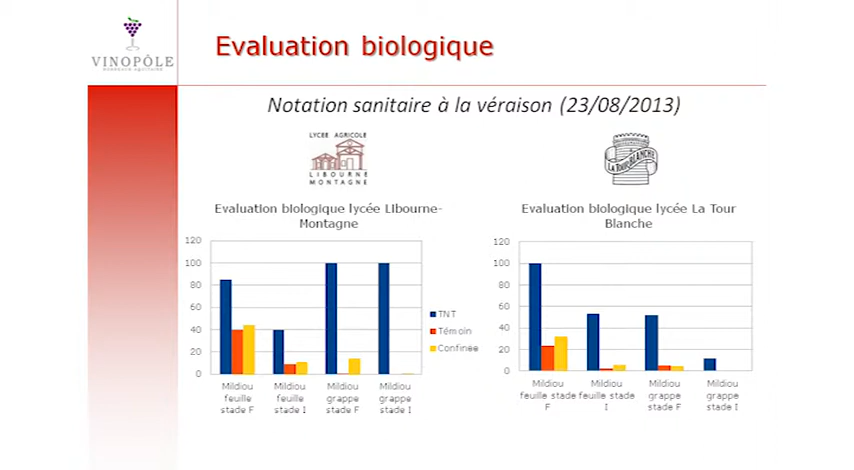 VINOPÔLE
Evaluation biologique
Notation sanitaire à la véraison (23/08/2013)
LYCEE AGRICOLE
LIBOURNE
MONTAGNE
LA TOUR BLANCHE
Evaluation biologique lycée Libourne-
Montagne
120
100
80
60
40
20
0
Mildiou
feuille
stade F
Mildiou
feuille
stade I
Mildiou
grappe
stade F
Mildiou
grappe
stade I
TNT
Témoin
Confinee
Evaluation biologique lycée La Tour
Blanche
120
100
80
60
40
20
0
Mildiou
feuille stade
F
Mildiou
feuille stade
I
Mildiou
grappe
stade F
Mildiou
grappe
stade I